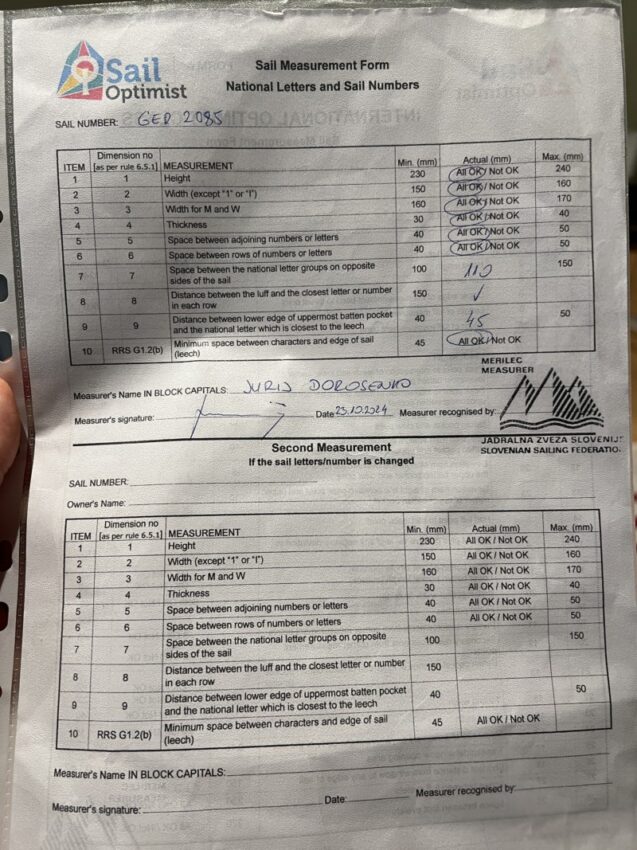 Sail
Optimist
Sail Measurement Form
National Letters and Sail Numbers
SAIL NUMBER: GER 2085
ITEM Dimension no [as per rule 6.5.1] MEASUREMENT Min. (mm) Actual (mm) Max. (mm)
1 1 Height 230 All OK / Not OK 240
2 2 Width (except "1" or "I") 150 All OK / Not OK 160
3 3 Width for M and W 160 All OK / Not OK 170
4 4 Thickness 30 All OK / Not OK 40
5 5 Space between adjoining numbers or letters 40 All OK / Not OK 50
6 6 Space between rows of numbers or letters 40 All OK / Not OK 50
7 7 Space between the national letter groups on opposite sides of the sail 100 110 150
8 8 Distance between the luff and the closest letter or number in each row 150 ✓
9 9 Distance between lower edge of uppermost batten pocket and the national letter which is closest to the leech 40 45 50
10 RRS G1.2(b) Minimum space between characters and edge of sail (leech) 45 All OK / Not OK
MERILEC
MEASURER
Measurer's Name IN BLOCK CAPITALS: JURIJ DOROSENKO
Measurer's signature: Date 25.10.2024 Measurer recognised by:
JADRALNA ZVEZA SLOVENIJE
SLOVENIAN SAILING FEDERATIO
Second Measurement
If the sail letters/number is changed
SAIL NUMBER:
Owner's Name:
ITEM Dimension no [as per rule 6.5.1] MEASUREMENT Min. (mm) Actual (mm) Max. (mm)
1 1 Height 230 All OK / Not OK 240
2 2 Width (except "1" or "I") 150 All OK / Not OK 160
3 3 Width for M and W 160 All OK / Not OK 170
4 4 Thickness 30 All OK / Not OK 40
5 5 Space between adjoining numbers or letters 40 All OK / Not OK 50
6 6 Space between rows of numbers or letters 40 All OK / Not OK 50
7 7 Space between the national letter groups on opposite sides of the sail 100 150
8 8 Distance between the luff and the closest letter or number in each row 150
9 9 Distance between lower edge of uppermost batten pocket and the national letter which is closest to the leech 40 50
10 RRS G1.2(b) Minimum space between characters and edge of sail (leech) 45 All OK / Not OK
Measurer's Name IN BLOCK CAPITALS:
Measurer's signature: Date: Measurer recognised by: